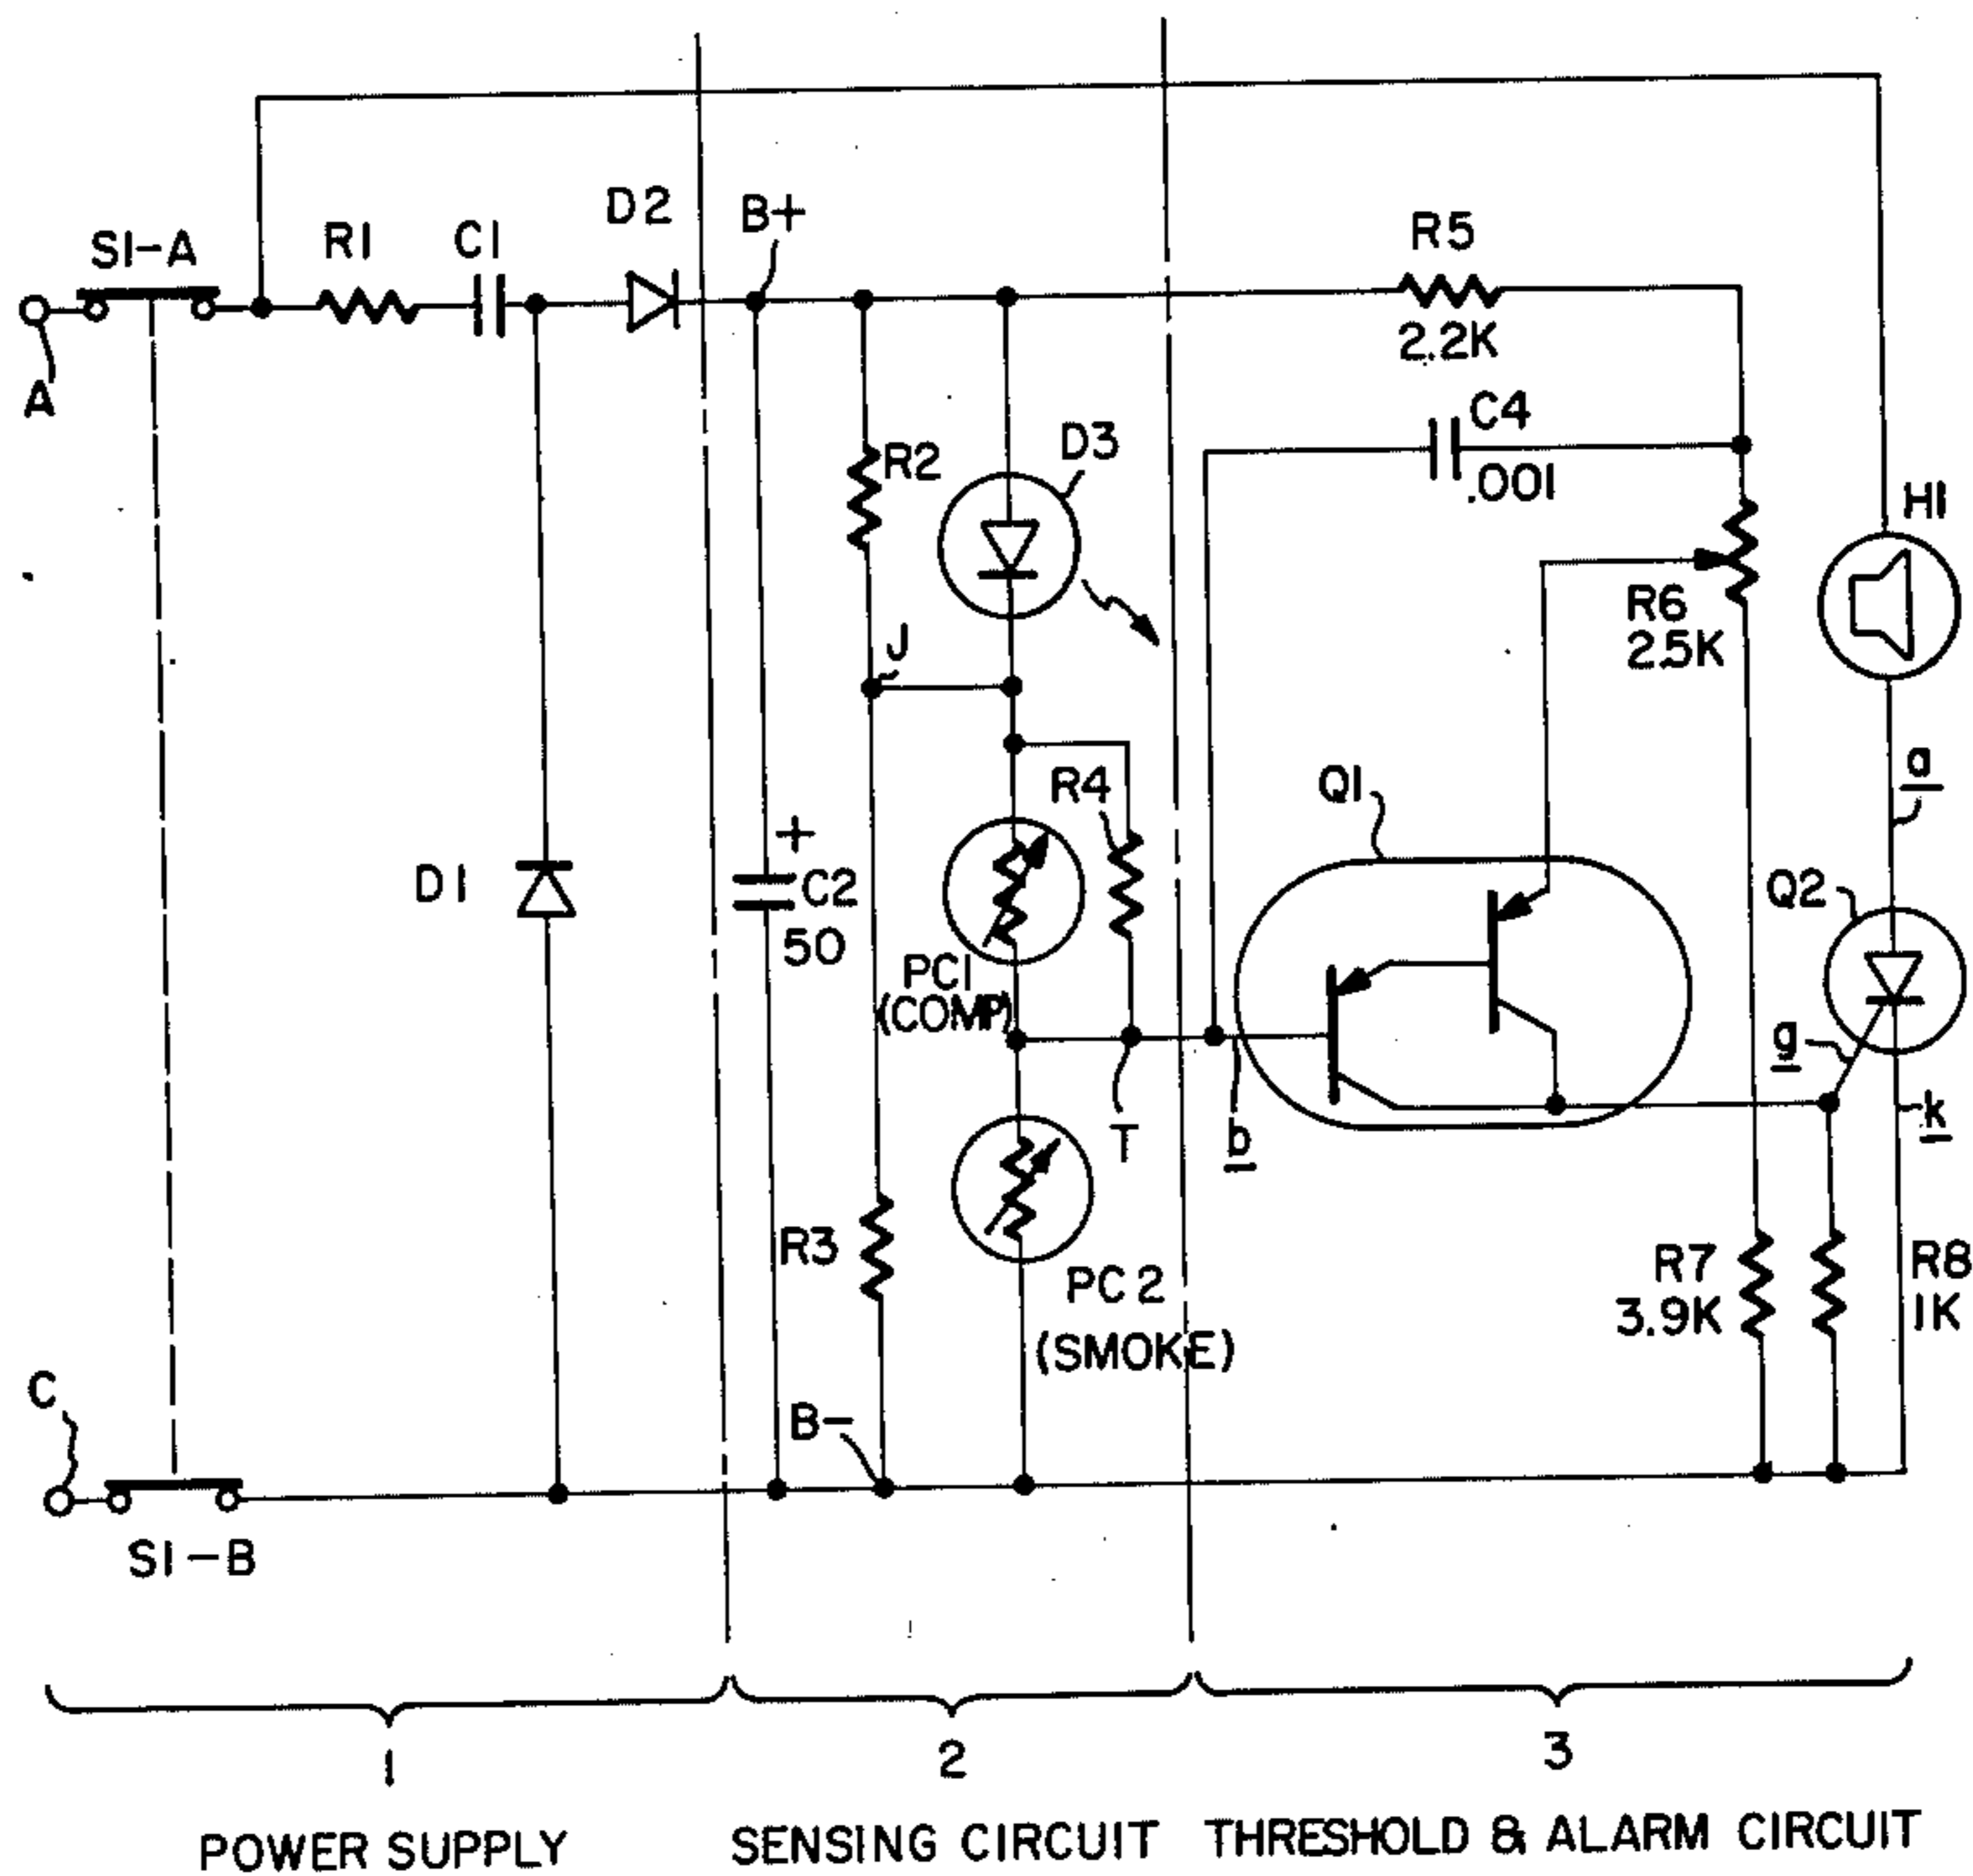 S1-A
R1
C1
D2
B+
R5
2.2K
A
R2
D3
C4
.001
H1
J
R6
2.5K
R4
Q1
a
D1
+
C2
50
PC1
(COMP)
Q2
g
k
T
b
R3
PC2
(SMOKE)
R7
3.9K
R8
1K
C
B-
S1-B
1
2
3
POWER SUPPLY
SENSING CIRCUIT
THRESHOLD & ALARM CIRCUIT